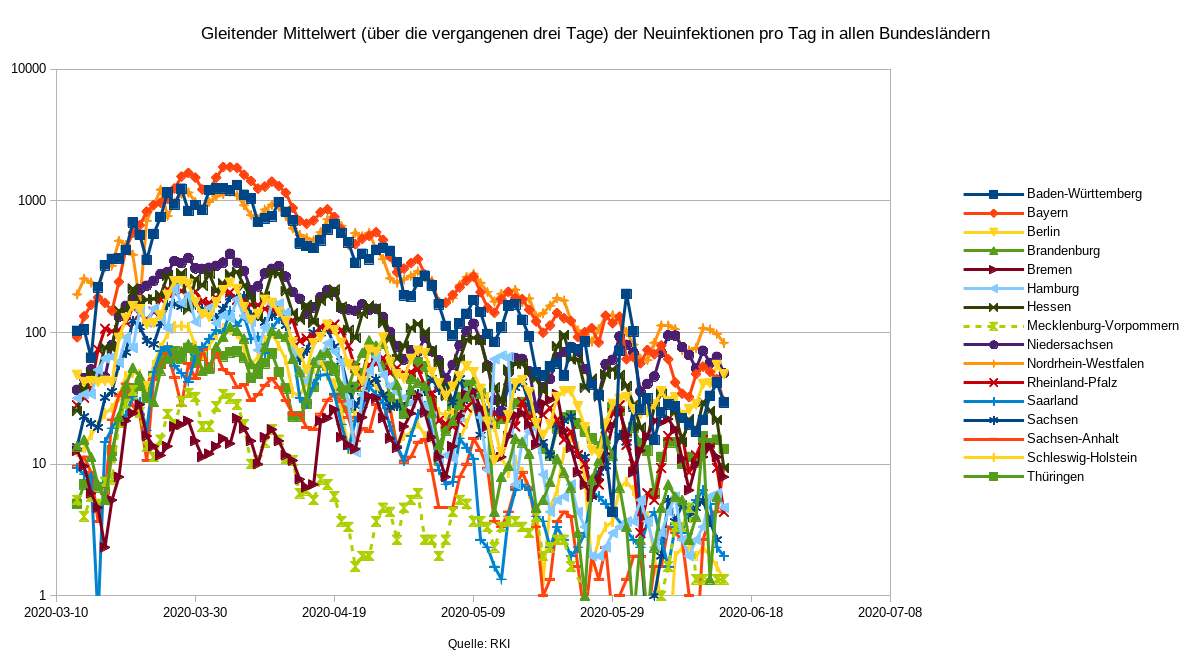 Gleitender Mittelwert (über die vergangenen drei Tage) der Neuinfektionen pro Tag in allen Bundesländern
10000
1000
100
10
1
2020-03-10
2020-03-30
2020-04-19
2020-05-09
2020-05-29
2020-06-18
2020-07-08
Quelle: RKI
Baden-Württemberg
Bayern
Berlin
Brandenburg
Bremen
Hamburg
Hessen
Mecklenburg-Vorpommern
Niedersachsen
Nordrhein-Westfalen
Rheinland-Pfalz
Saarland
Sachsen
Sachsen-Anhalt
Schleswig-Holstein
Thüringen